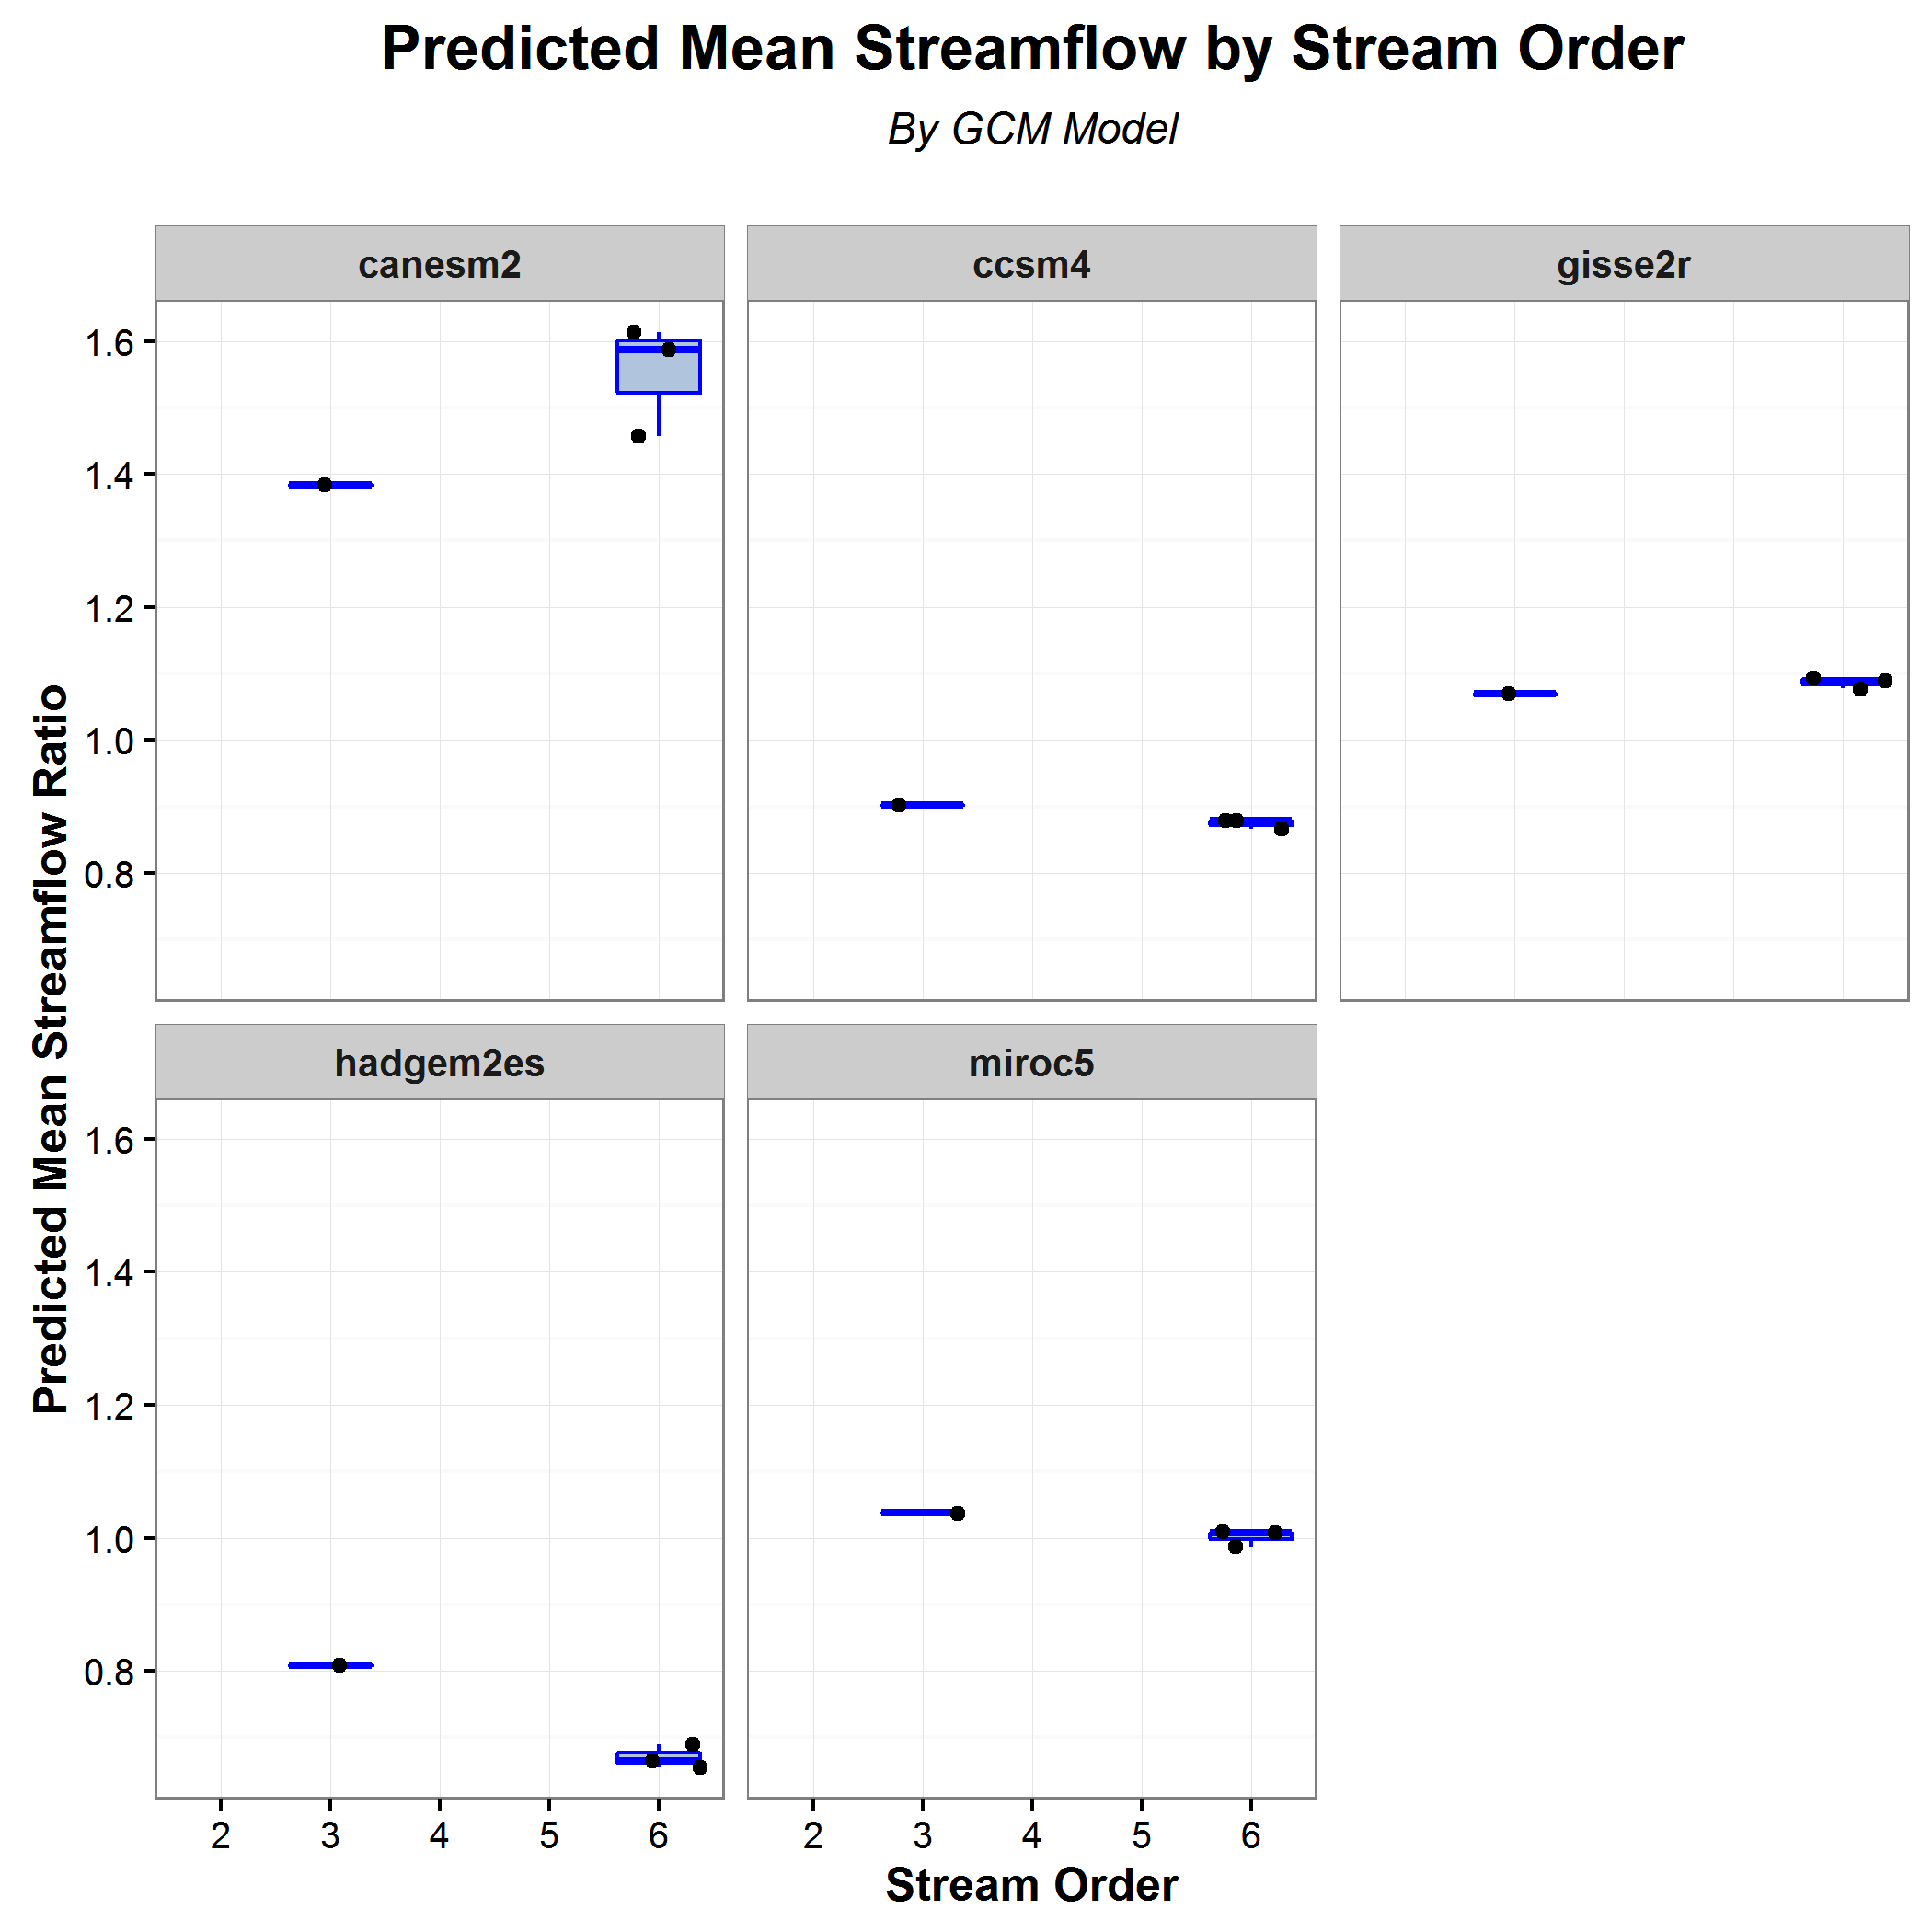 Predicted Mean Streamflow by Stream Order
By GCM Model
canesm2
ccsm4
gisse2r
1.6
1.4
1.2
1.0
0.8
Predicted Mean Streamflow Ratio
hadgem2es
miroc5
1.6
1.4
1.2
1.0
0.8
2 3 4 5 6
2 3 4 5 6
Stream Order